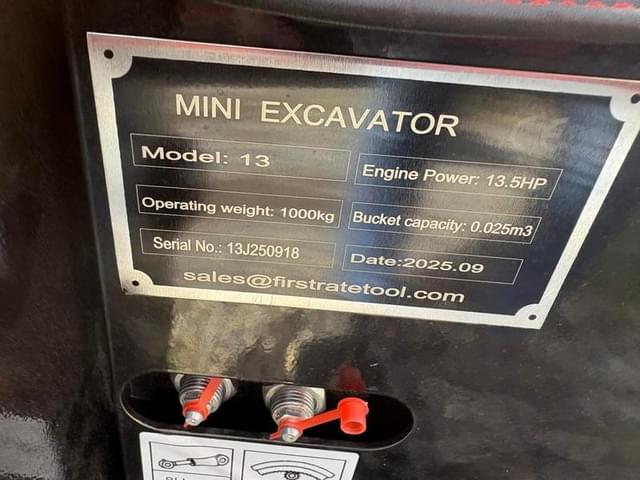 MINI EXCAVATOR
Model: 13
Engine Power: 13.5HP
Operating weight: 1000kg
Bucket capacity: 0.025m3
Serial No.: 13J250918
Date:2025.09
sales@firstratetool.com